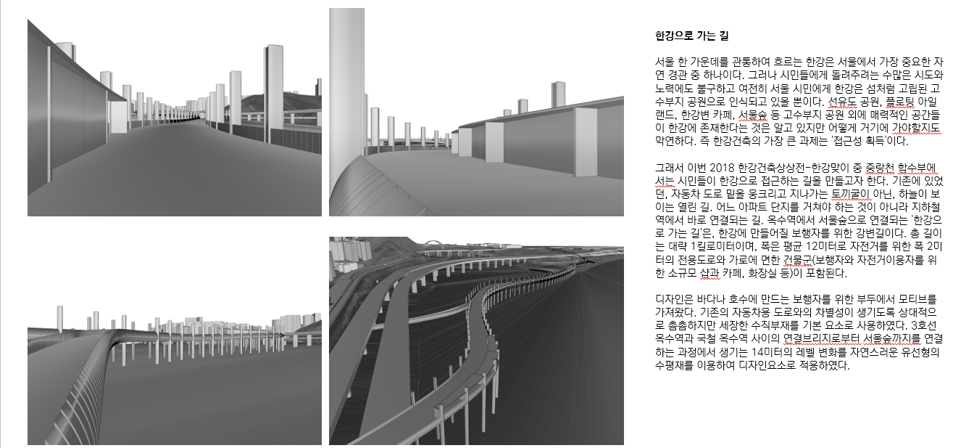 한강으로 가는 길
서울 한 가운데를 관통하여 흐르는 한강은 서울에서 가장 중요한 자
연 경관 중 하나이다. 그러나 시민들에게 돌려주려는 수많은 시도와
노력에도 불구하고 여전히 서울 시민에게 한강은 섬처럼 고립된 고
수부지 공원으로 인식되고 있을 뿐이다. 선유도 공원, 플로팅 아일
랜드, 한강변 카페, 서울숲 등 고수부지 공원 외에 매력적인 공간들
이 한강에 존재한다는 것은 알고 있지만 어떻게 거기에 가야할지도
막연하다. 즉 한강건축의 가장 큰 과제는 '접근성 획득'이다.
그래서 이번 2018 한강건축상상전-한강맞이 중 중랑천 합수부에
서는 시민들이 한강으로 접근하는 길을 만들고자 한다. 기존에 있었
던, 자동차 도로 밑을 웅크리고 지나가는 토끼굴이 아닌, 하늘이 보
이는 열린 길. 어느 아파트 단지를 거쳐야 하는 것이 아니라 지하철
역에서 바로 연결되는 길. 옥수역에서 서울숲으로 연결되는 '한강으
로 가는 길'은, 한강에 만들어질 보행자를 위한 강변길이다. 총 길이
는 대략 1킬로미터이며, 폭은 평균 12미터로 자전거를 위한 폭 2미
터의 전용도로와 가로에 면한 건물군(보행자와 자전거이용자를 위
한 소규모 샵과 카페, 화장실 등)이 포함된다.
디자인은 바다나 호수에 만드는 보행자를 위한 부두에서 모티브를
가져왔다. 기존의 자동차용 도로와의 차별성이 생기도록 상대적으
로 촘촘하지만 세장한 수직부재를 기본 요소로 사용하였다. 3호선
옥수역과 국철 옥수역 사이의 연결브리지로부터 서울숲까지를 연결
하는 과정에서 생기는 14미터의 레벨 변화를 자연스러운 유선형의
수평재를 이용하여 디자인요소로 적용하였다.